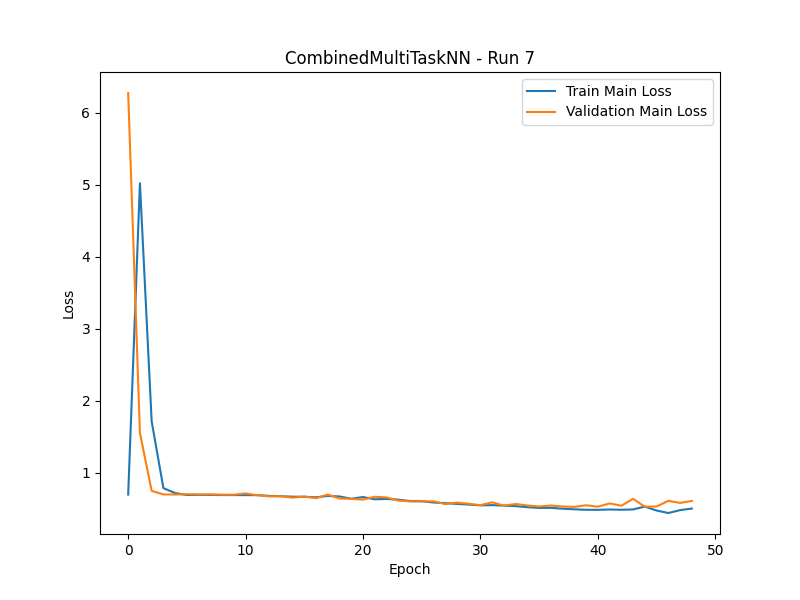 CombinedMultiTaskNN - Run 7
Train Main Loss
Validation Main Loss
Loss
6
5
4
3
2
1
0 10 20 30 40 50
Epoch